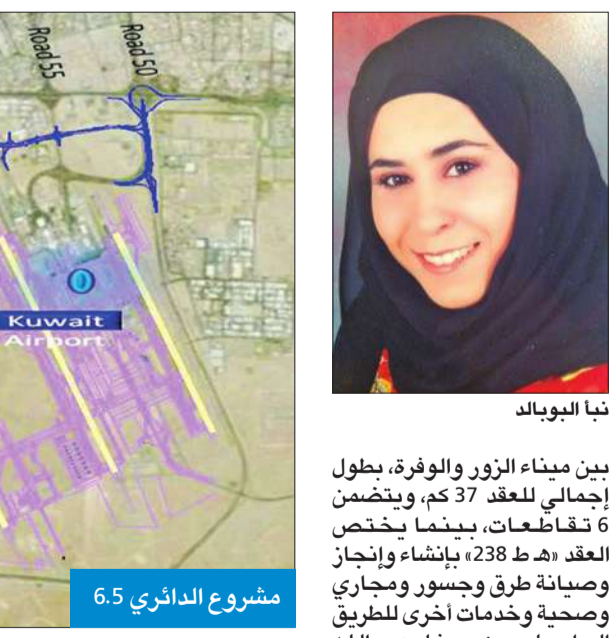 نبأ البوبالد
بين ميناء الزور والوفرة، بطول
إجمالي للعقد 37 كم، ويتضمن
6 تقاطعات، بينما يختص
العقد «هـ ط 238» بإنشاء وإنجاز
وصيانة طرق وجسور ومجاري
وصحية وخدمات أخرى للطريق
Road 55
Road 50
Kuwait
Airport
مشروع الدائري 6.5